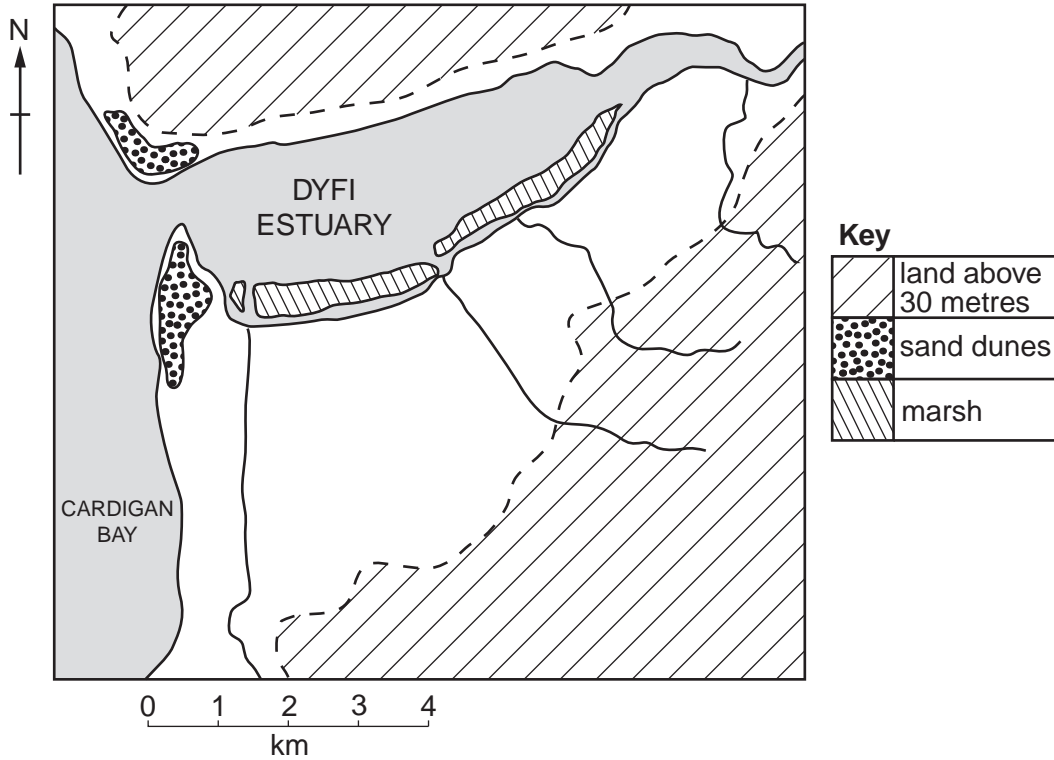 N
DYFI
ESTUARY
CARDIGAN
BAY
Key
land above
30 metres
sand dunes
marsh
0 1 2 3 4
km